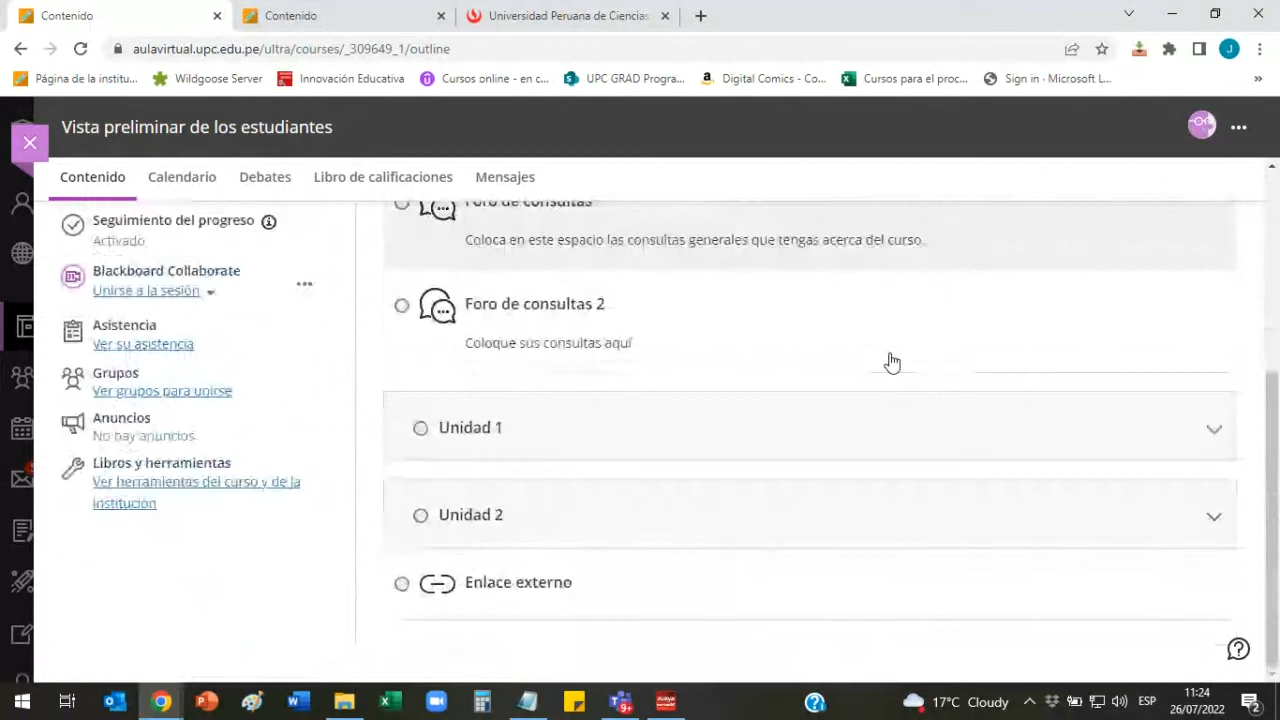 Contenido
Contenido
Universidad Peruana de Ciencias
aulavirtual.upc.edu.pe/ultra/courses/_309649_1/outline
J
Página de la institu...
Wildgoose Server
Innovación Educativa
Cursos online - en c...
UPC GRAD Progra...
Digital Comics - Co...
Cursos para el proc...
Sign in - Microsoft L...
»
Vista preliminar de los estudiantes
Contenido
Calendario
Debates
Libro de calificaciones
Mensajes
Seguimiento del progreso
Activado
Blackboard Collaborate
Unirse a la sesión
Asistencia
Ver su asistencia
Grupos
Ver grupos para unirse
Anuncios
No hay anuncios
Libros y herramientas
Ver herramientas del curso y de la
institución
Foro de consultas
Coloca en este espacio las consultas generales que tengas acerca del curso.
Foro de consultas 2
Coloque sus consultas aquí
Unidad 1
Unidad 2
Enlace externo
17°C Cloudy
ESP
11:24
26/07/2022
9+
2